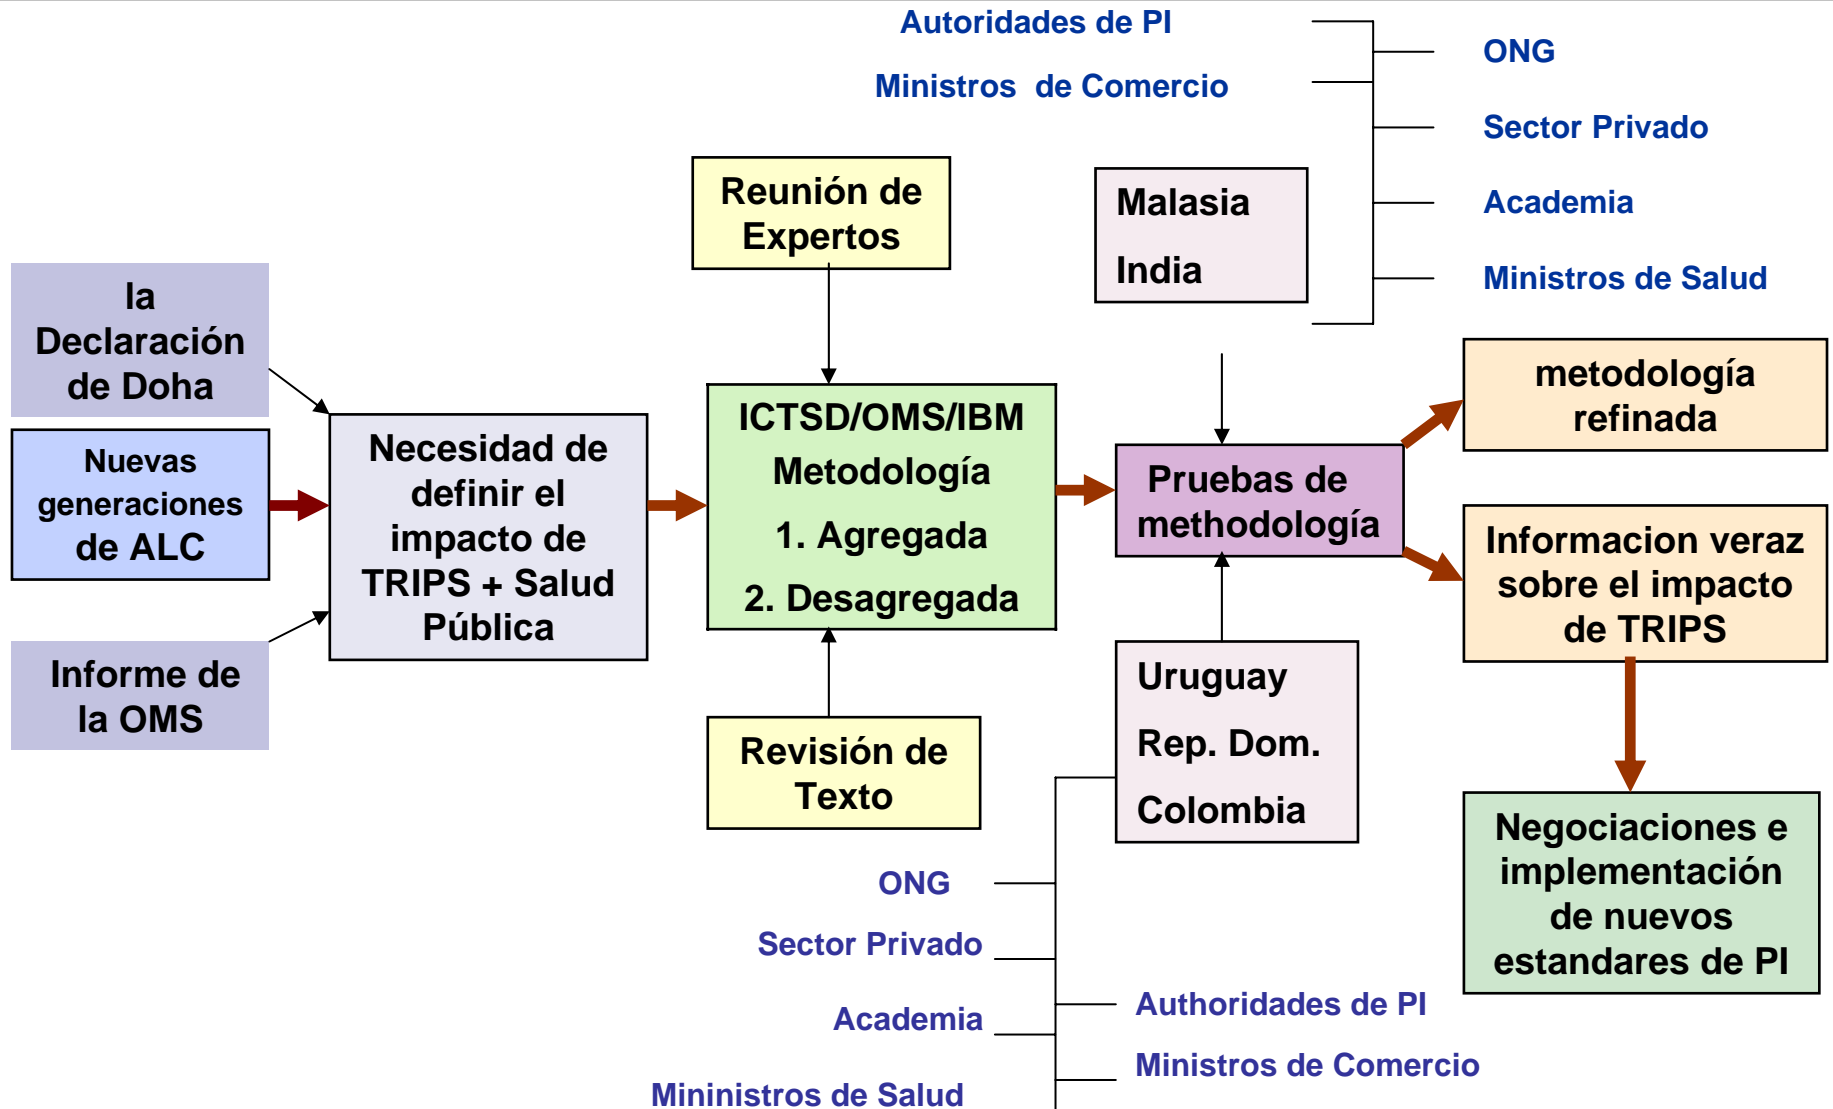 Autoridades de PI
Ministros de Comercio
ONG
Sector Privado
Academia
Ministros de Salud
Reunión de
Expertos
Malasia
India
la
Declaración
de Doha
Nuevas
generaciones
de ALC
Informe de
la OMS
Necesidad de
definir el
impacto de
TRIPS + Salud
Pública
ICTSD/OMS/IBM
Metodología
1. Agregada
2. Desagregada
Revisión de
Texto
Pruebas de
methodología
Uruguay
Rep. Dom.
Colombia
metodología
refinada
Informacion veraz
sobre el impacto
de TRIPS
Negociaciones e
implementación
de nuevos
estandares de PI
ONG
Sector Privado
Academia
Mininistros de Salud
Authoridades de PI
Ministros de Comercio